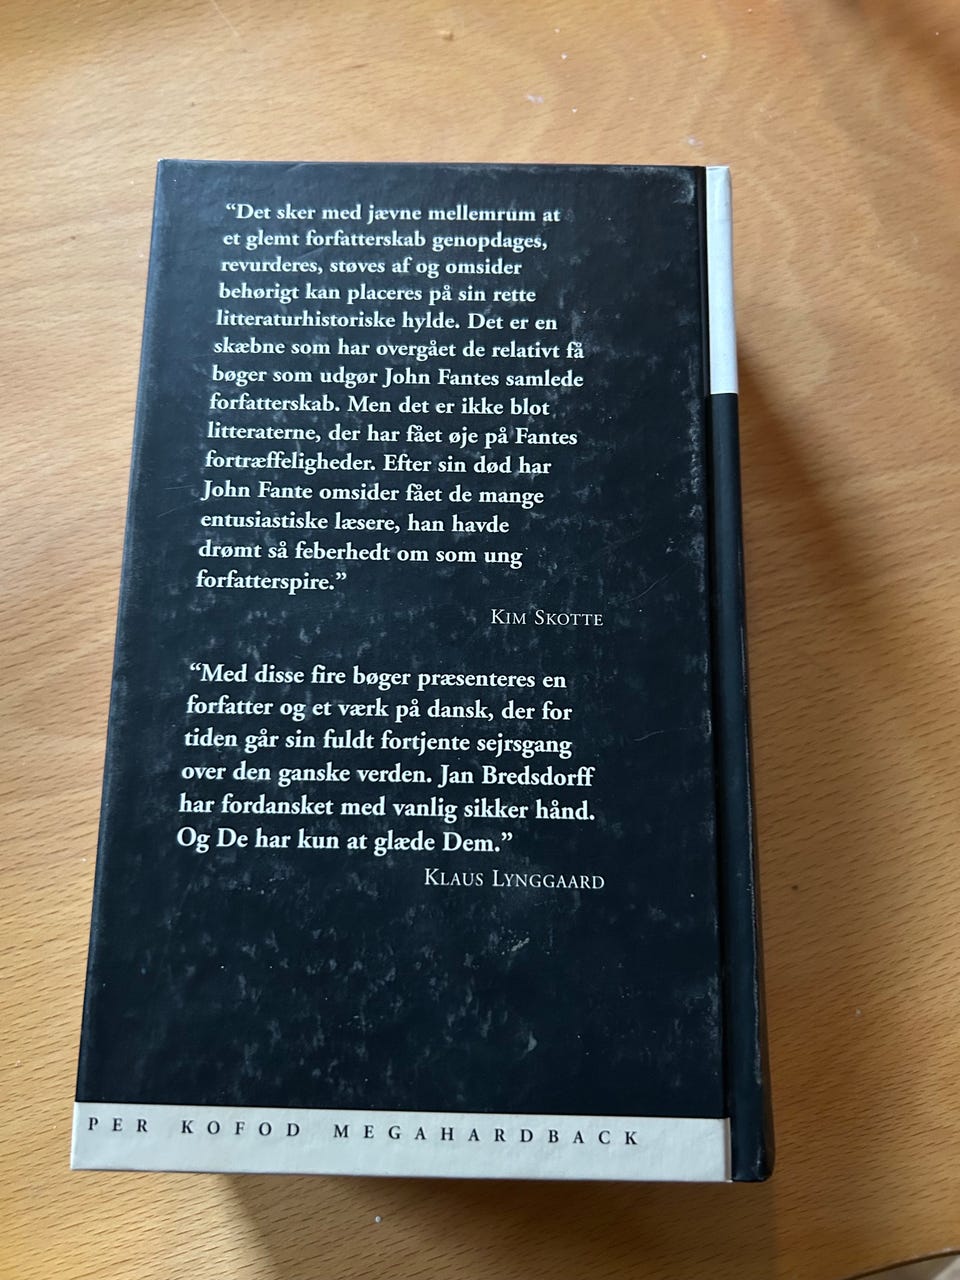 “Det sker med jævne mellemrum at
et glemt forfatterskab genopdages,
revurderes, støves af og omsider
behørigt kan placeres på sin rette
litteraturhistoriske hylde. Det er en
skæbne som har overgået de relativt få
bøger som udgør John Fantes samlede
forfatterskab. Men det er ikke blot
litteraterne, der har fået øje på Fantes
fortræffeligheder. Efter sin død har
John Fante omsider fået de mange
entusiastiske læsere, han havde
drømt så feberhedt om som ung
forfatterspire.”
KIM SKOTTE
“Med disse fire bøger præsenteres en
forfatter og et værk på dansk, der for
tiden går sin fuldt fortjente sejrsgang
over den ganske verden. Jan Bredsdorff
har fordansket med vanlig sikker hånd.
Og De har kun at glæde Dem.”
KLAUS LYNGGAARD
PER KOFOD MEGAHARDBACK